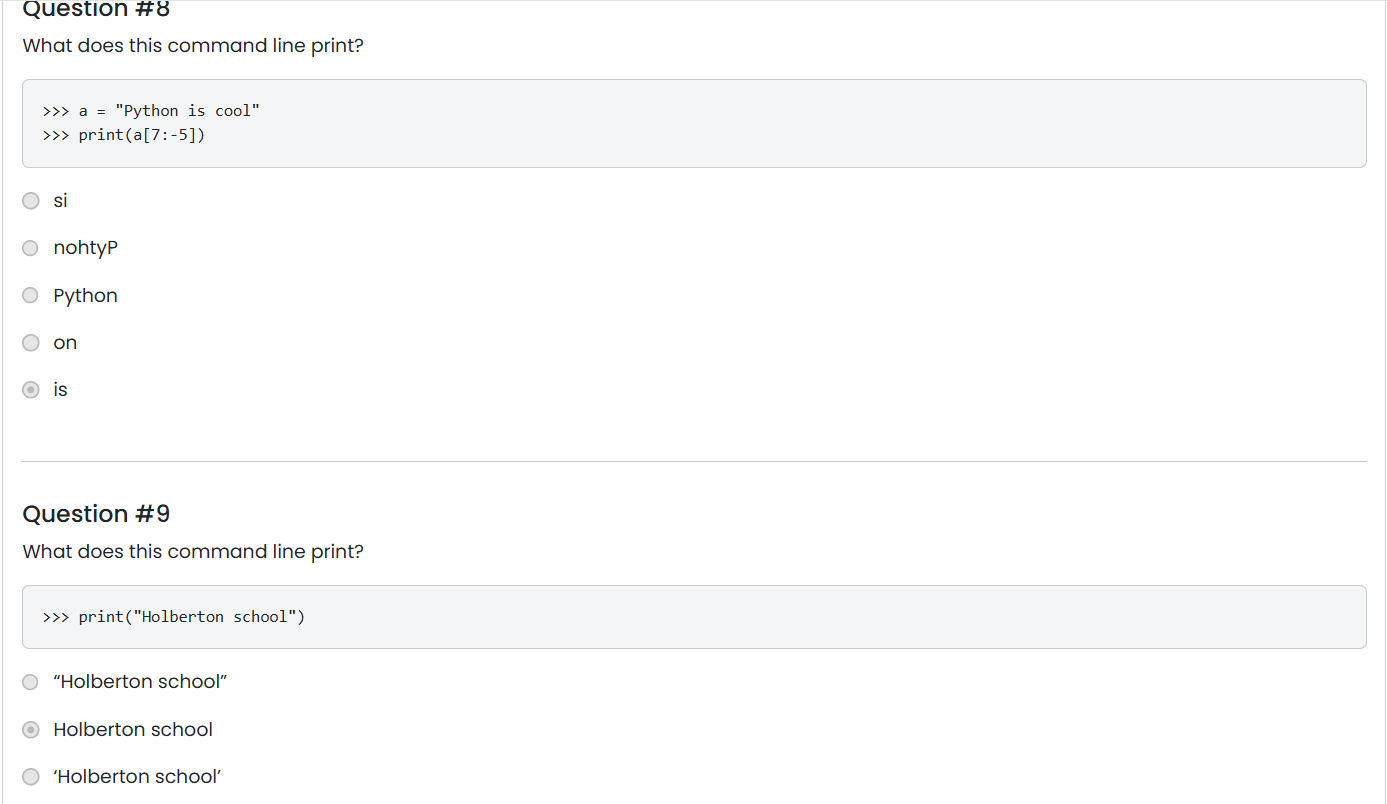 Question #8
What does this command line print?
>>> a = "Python is cool"
>>> print(a[7:-5])
si
nohtyP
Python
on
is
Question #9
What does this command line print?
>>> print("Holberton school")
“Holberton school”
Holberton school
‘Holberton school’